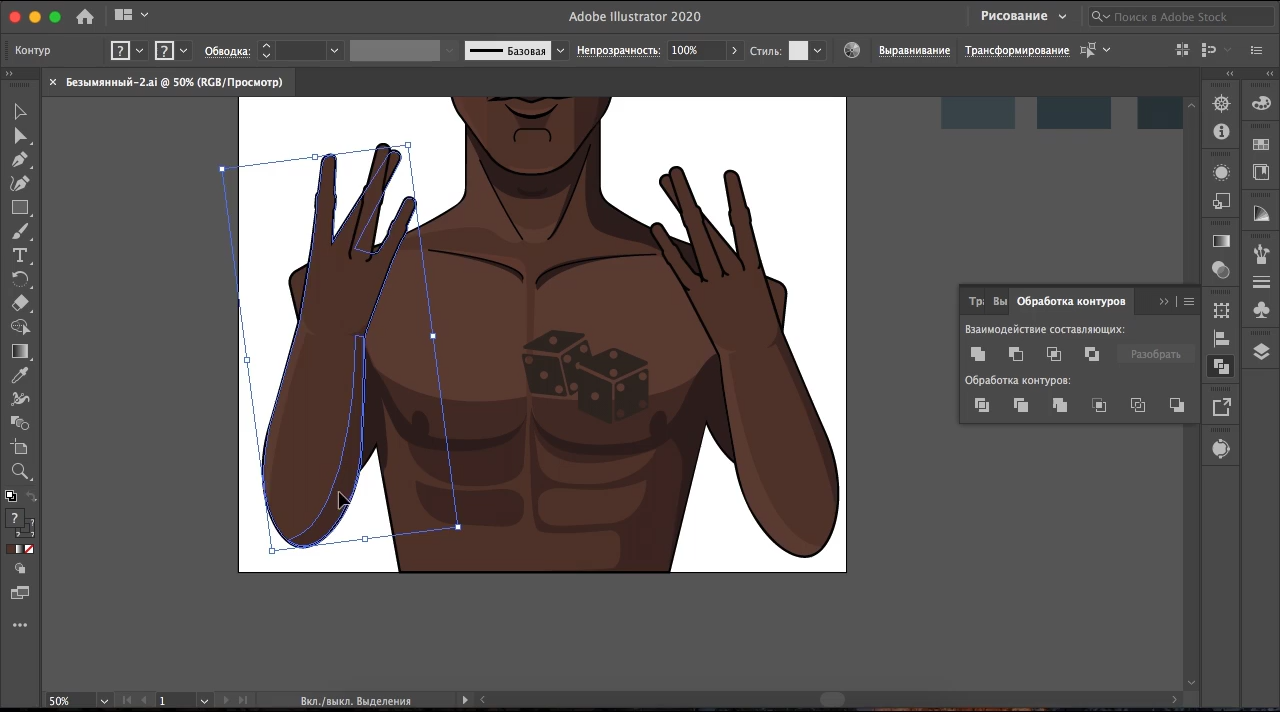 Adobe Illustrator 2020
Рисование
Поиск в Adobe Stock
Контур
?
?
Обводка:
Базовая
Непрозрачность:
100%
Стиль:
Выравнивание
Трансформирование
× Безымянный-2.ai @ 50% (RGB/Просмотр)
Вы
Обработка контуров
Взаимодействие составляющих:
Разобрать
Обработка контуров:
?
?
50%
1
Вкл./выкл. Выделения